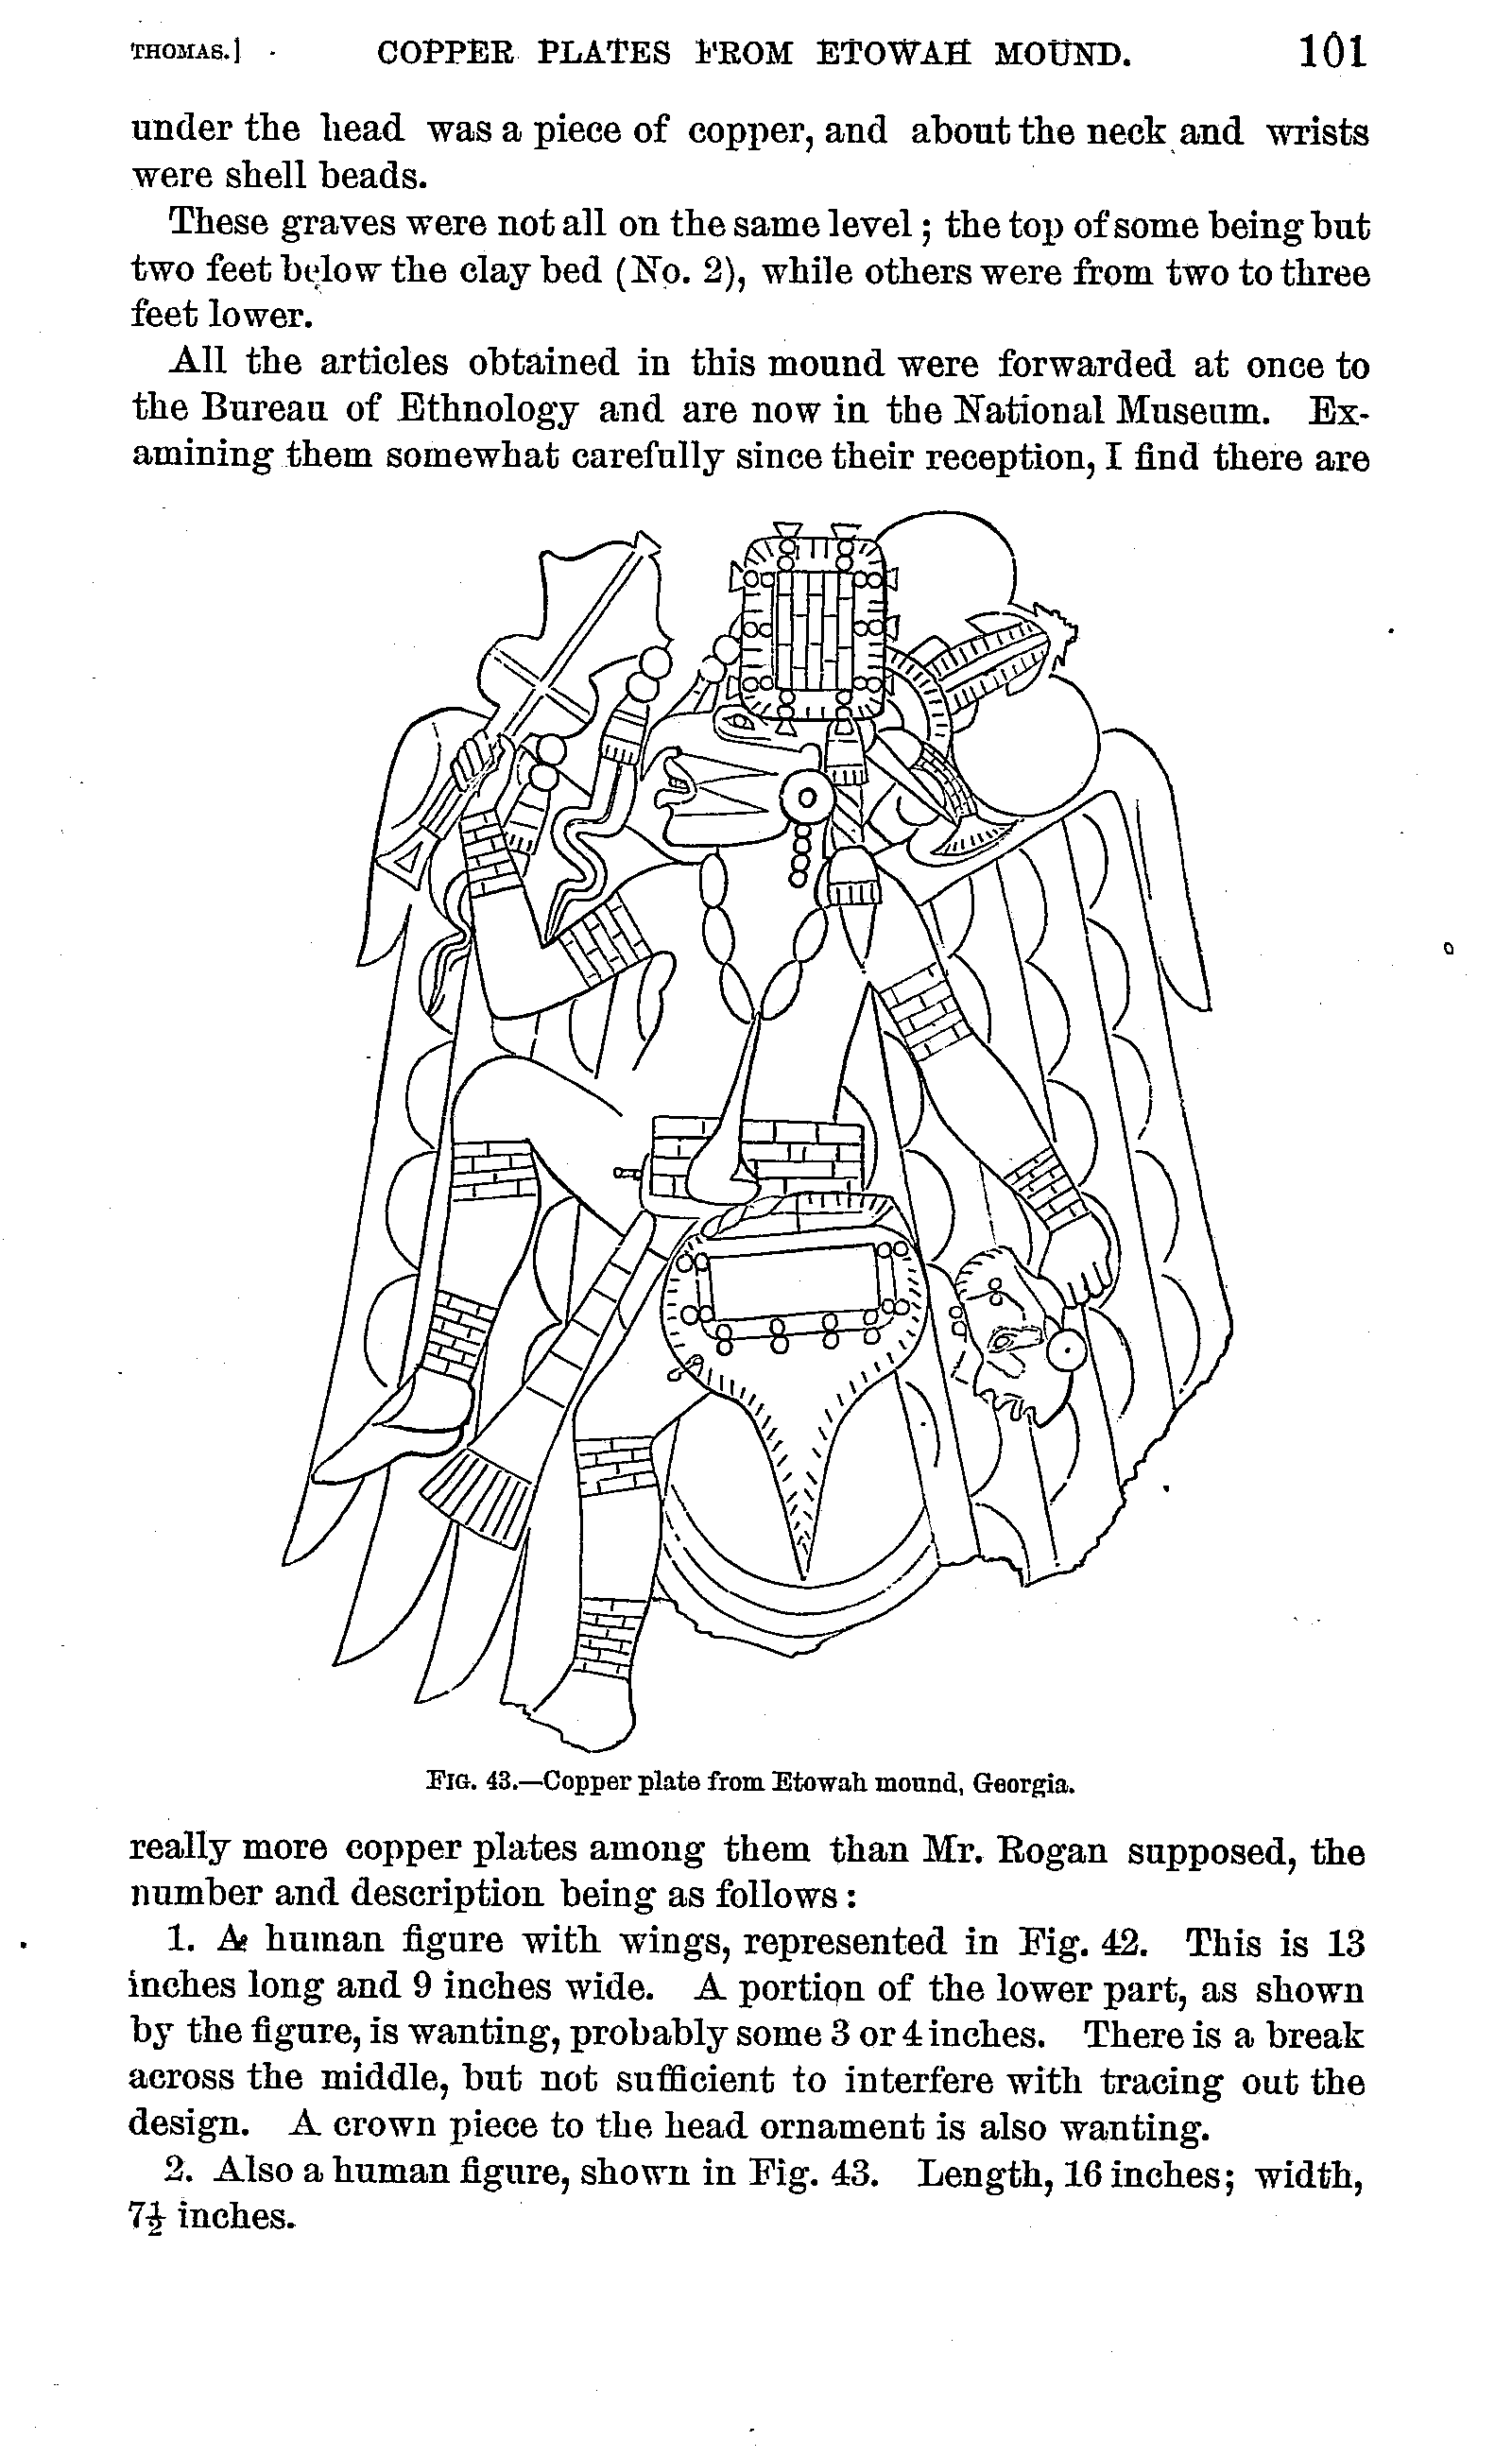 THOMAS.] COPPER PLATES FROM ETOWAH MOUND. 101
under the head was a piece of copper, and about the neck and wrists
were shell beads.
These graves were not all on the same level; the top of some being but
two feet below the clay bed (No. 2), while others were from two to three
feet lower.
All the articles obtained in this mound were forwarded at once to
the Bureau of Ethnology and are now in the National Museum. Ex-
amining them somewhat carefully since their reception, I find there are
FIG. 43.—Copper plate from Etowah mound, Georgia.
really more copper plates among them than Mr. Rogan supposed, the
number and description being as follows:
1. A human figure with wings, represented in Fig. 42. This is 13
inches long and 9 inches wide. A portion of the lower part, as shown
by the figure, is wanting, probably some 3 or 4 inches. There is a break
across the middle, but not sufficient to interfere with tracing out the
design. A crown piece to the head ornament is also wanting.
2. Also a human figure, shown in Fig. 43. Length, 16 inches; width,
7½ inches.